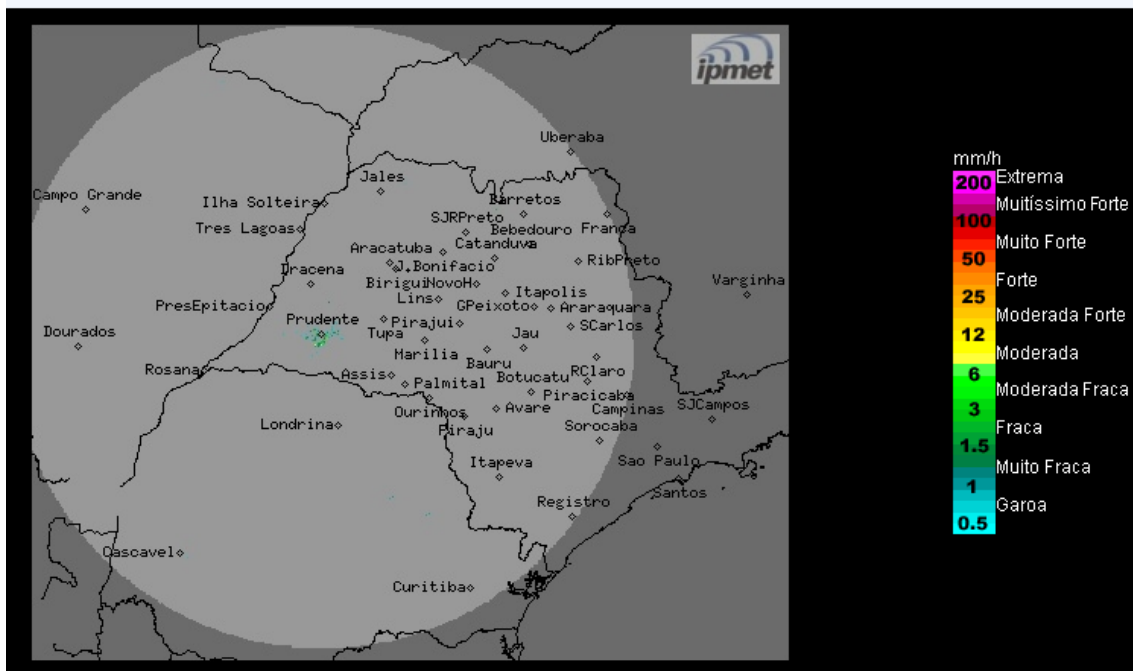 ipmet
Uberaba
Jales
Campo Grande
Ilha Solteira
Barretos
SJRPreto
Tres Lagoas
Bebedouro
Franca
Catanduva
Aracatuba
J.Bonifacio
RibPreto
Dracena
Birigui
NovoH
Varginha
Itapolis
Lins
PresEpitacio
GPeixoto
Araraquara
Prudente
Pirajui
Dourados
Tupa
Jau
SCarlos
Marilia
Bauru
Rosana
Assis
Palmital
Botucatu
RClaro
Piracicaba
Ourinhos
Avare
Campinas
SJCampos
Londrina
Piraju
Sorocaba
Itapeva
Sao Paulo
Santos
Registro
Cascavel
Curitiba
mm/h
200 Extrema
Muitíssimo Forte
100
Muito Forte
50
Forte
25
Moderada Forte
12
Moderada
6
Moderada Fraca
3
Fraca
1.5
Muito Fraca
1
Garoa
0.5